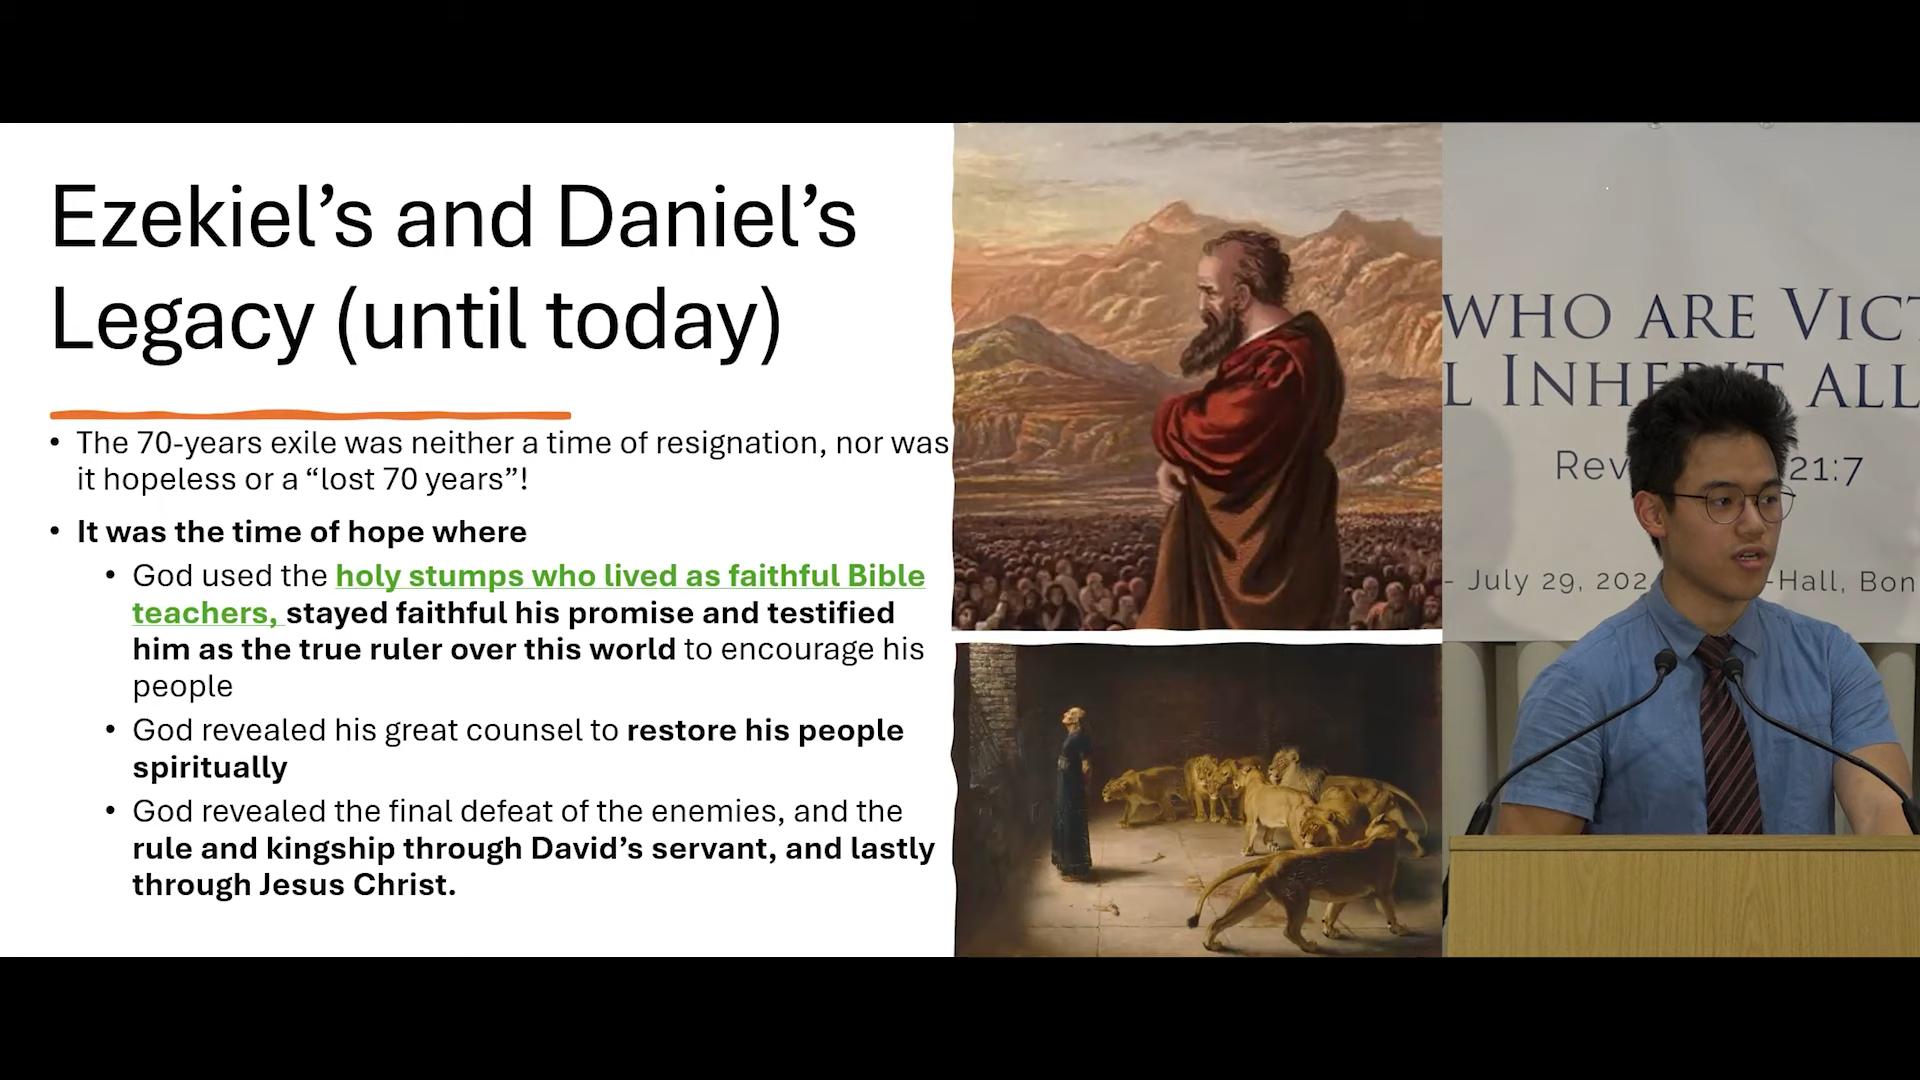 Ezekiel’s and Daniel’s
Legacy (until today)
• The 70-years exile was neither a time of resignation, nor was
it hopeless or a “lost 70 years”!
• It was the time of hope where
• God used the holy stumps who lived as faithful Bible
teachers, stayed faithful his promise and testified
him as the true ruler over this world to encourage his
people
• God revealed his great counsel to restore his people
spiritually
• God revealed the final defeat of the enemies, and the
rule and kingship through David’s servant, and lastly
through Jesus Christ.
WHO ARE
INHERIT ALL
21:7
- July 29, -Hall,